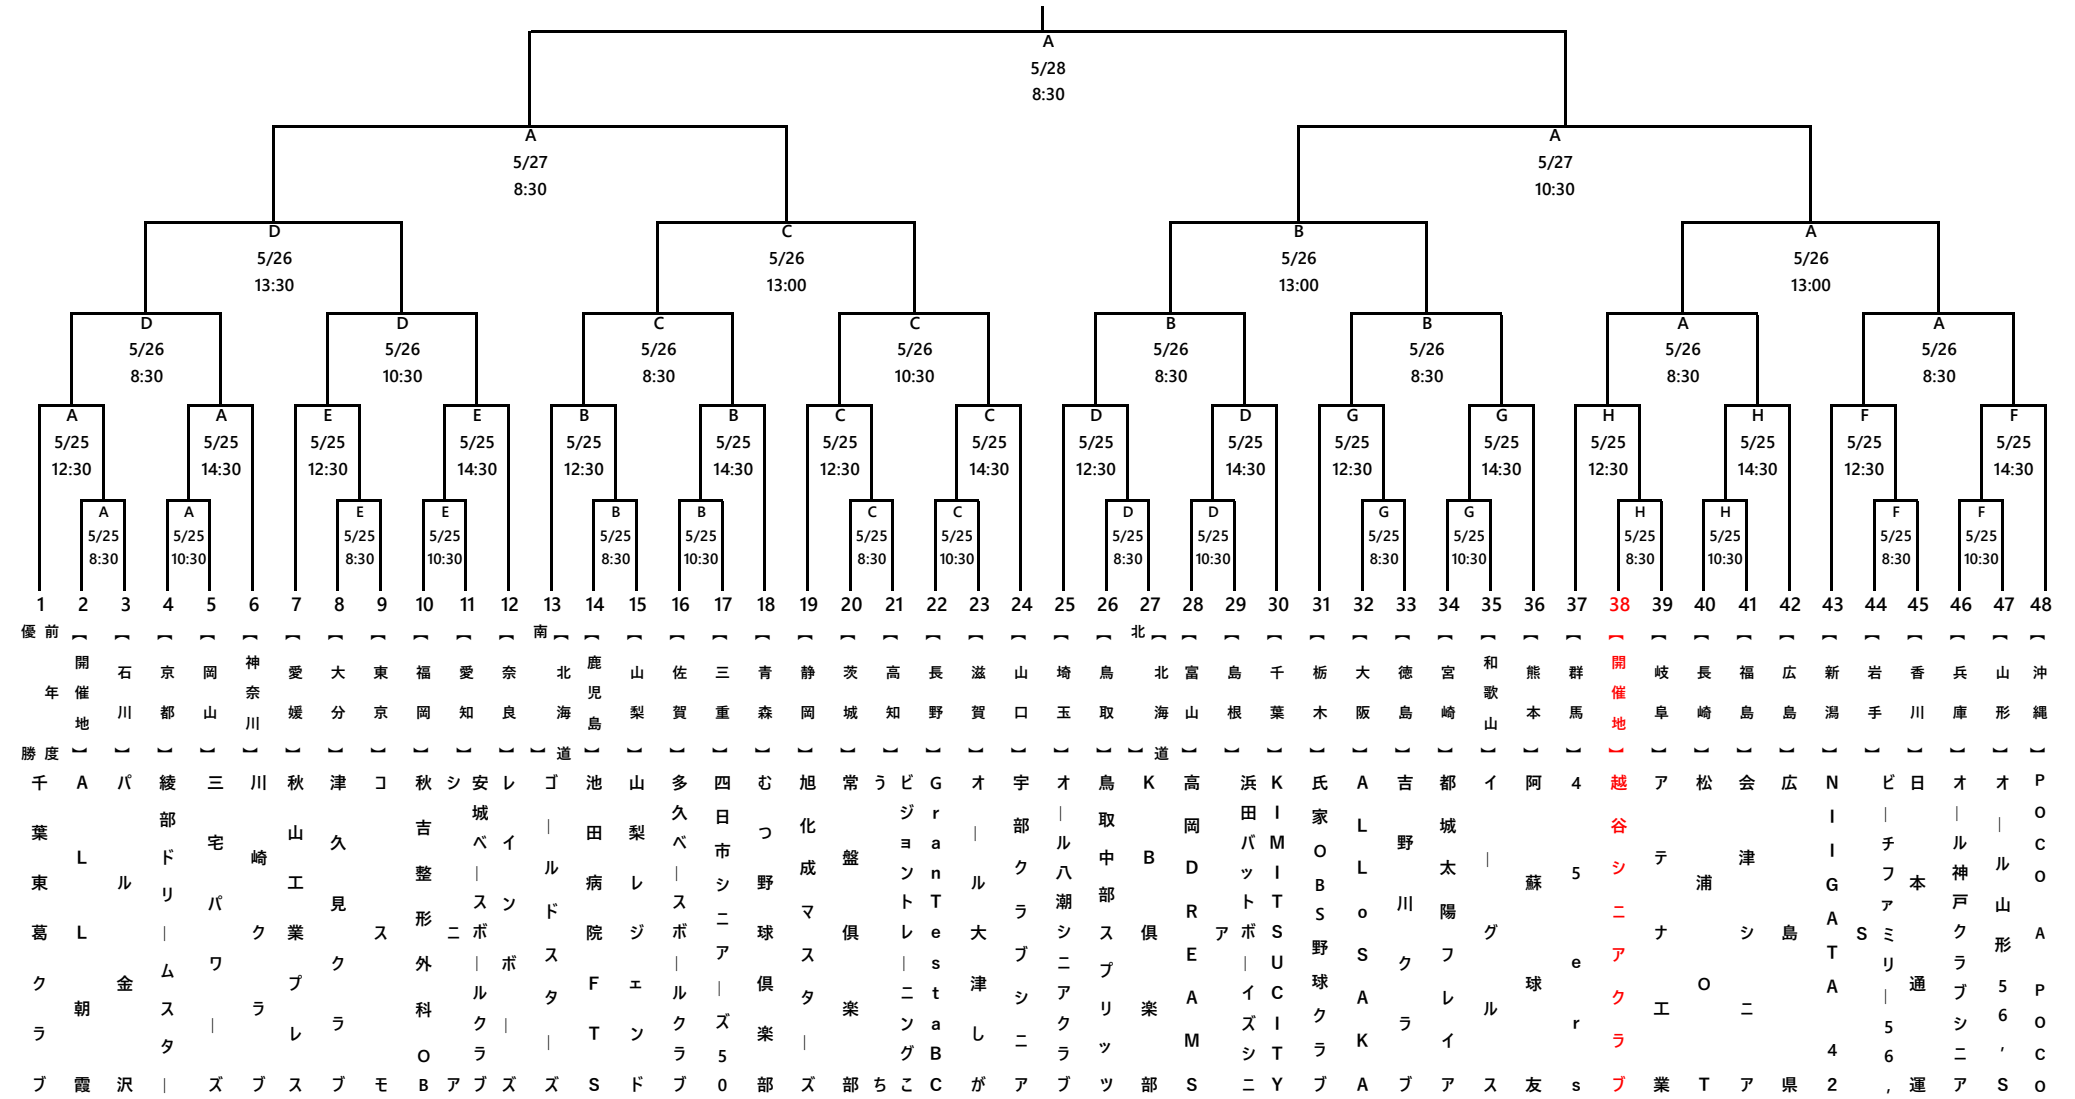 A
5/28
8:30
A
5/27
8:30
A
5/27
10:30
D
5/26
13:30
C
5/26
13:00
B
5/26
13:00
A
5/26
13:00
D
5/26
8:30
D
5/26
10:30
C
5/26
8:30
C
5/26
10:30
B
5/26
8:30
B
5/26
8:30
A
5/26
8:30
A
5/26
8:30
A
5/25
12:30
A
5/25
14:30
E
5/25
12:30
E
5/25
14:30
B
5/25
12:30
B
5/25
14:30
C
5/25
12:30
C
5/25
14:30
D
5/25
12:30
D
5/25
14:30
G
5/25
12:30
G
5/25
14:30
H
5/25
12:30
H
5/25
14:30
F
5/25
12:30
F
5/25
14:30
A
5/25
8:30
A
5/25
10:30
E
5/25
8:30
E
5/25
10:30
B
5/25
8:30
B
5/25
10:30
C
5/25
8:30
C
5/25
10:30
D
5/25
8:30
D
5/25
10:30
G
5/25
8:30
G
5/25
10:30
H
5/25
8:30
H
5/25
10:30
F
5/25
8:30
F
5/25
10:30
1 前年度優勝 千葉東葛クラブ
2 【開催地】 ALL朝霞
3 【石川】 パル金沢
4 【京都】 綾部ドリームスター
5 【岡山】 三宅パワーズ
6 【神奈川】 川崎クラブ
7 【愛媛】 秋山工業プレス
8 【大分】 津久見クラブ
9 【東京】 コスモ
10 【福岡】 秋吉整形外科OB
11 【愛知】 安城ベースボールクラブシニア
12 【奈良】 レインボーズ
13 【北海道南】 ゴールドスターズ
14 【鹿児島】 池田病院FTS
15 【山梨】 山梨レジェンド
16 【佐賀】 多久ベースボールクラブ
17 【三重】 四日市シニアーズ50
18 【青森】 むつ野球倶楽部
19 【静岡】 旭化成マスターズ
20 【茨城】 常盤倶楽部
21 【高知】 ビジョントレーニングこうち
22 【長野】 GranTestaBC
23 【滋賀】 オール大津しが
24 【山口】 宇部クラブシニア
25 【埼玉】 オール八潮シニアクラブ
26 【鳥取】 鳥取中部スプリッツ
27 【北海道北】 KB倶楽部
28 【富山】 高岡DREAMS
29 【島根】 浜田バットボーイズシニア
30 【千葉】 KIMITSUCITY
31 【栃木】 氏家OBS野球クラブ
32 【大阪】 ALLoSAKA
33 【徳島】 吉野川クラブ
34 【宮崎】 都城太陽フレイア
35 【和歌山】 イーグルス
36 【熊本】 阿蘇球友
37 【群馬】 45ers
38 【開催地】 越谷シニアクラブ
39 【岐阜】 アテナ工業
40 【長崎】 松浦OT
41 【福島】 会津シニア
42 【広島】 広島県
43 【新潟】 NIIGATA42
44 【岩手】 ビーチファミリー56,S
45 【香川】 日本通運
46 【兵庫】 オール神戸クラブシニア
47 【山形】 オール山形56,S
48 【沖縄】 POCO A POCO